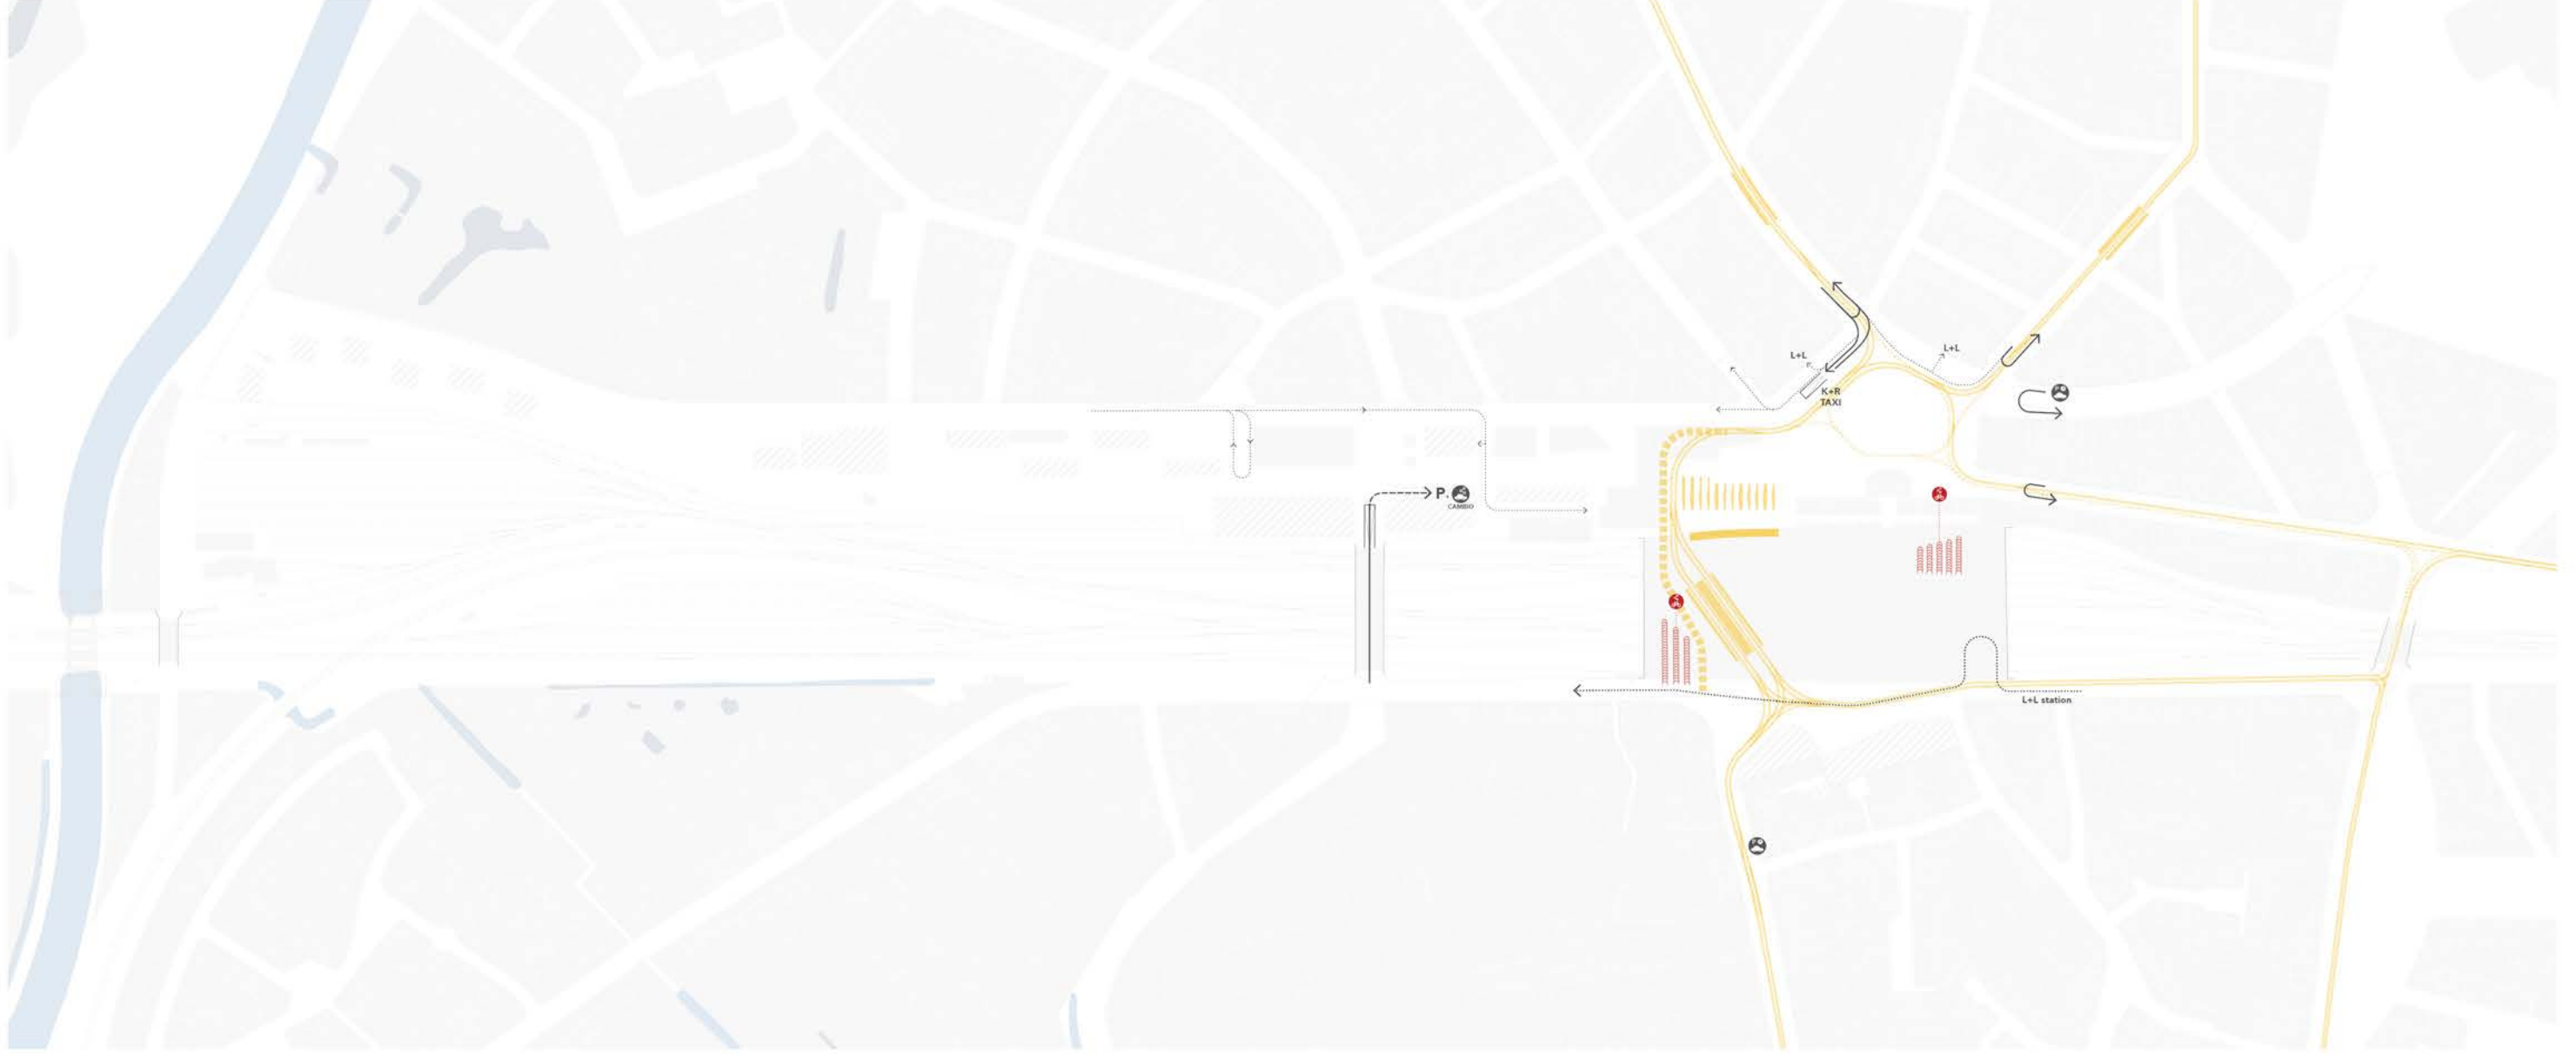 L+L
L+L
K+R
TAXI
P.
CAMBIO
L+L station